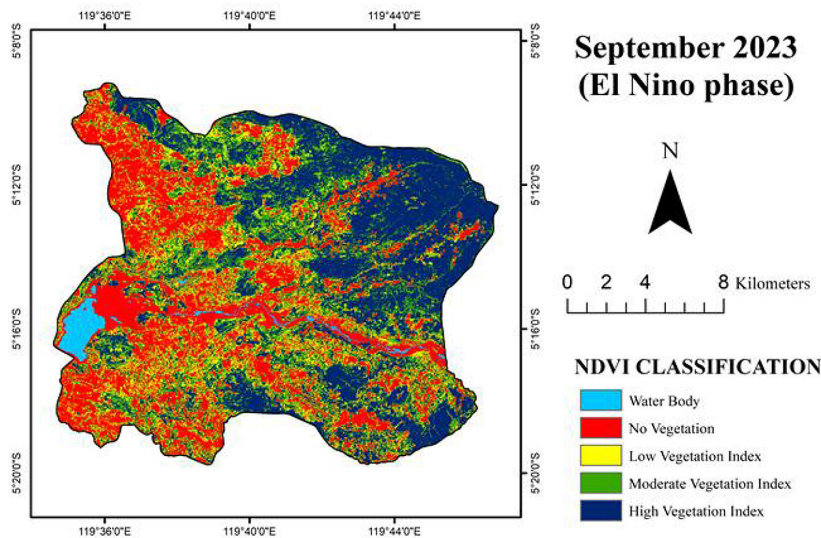 119°36'0"E 119°40'0"E 119°44'0"E
5°8'0"S 5°8'0"S
5°12'0"S 5°12'0"S
5°16'0"S 5°16'0"S
5°20'0"S 5°20'0"S
119°36'0"E 119°40'0"E 119°44'0"E
September 2023
(El Nino phase)
N
0 2 4 8 Kilometers
NDVI CLASSIFICATION
Water Body
No Vegetation
Low Vegetation Index
Moderate Vegetation Index
High Vegetation Index